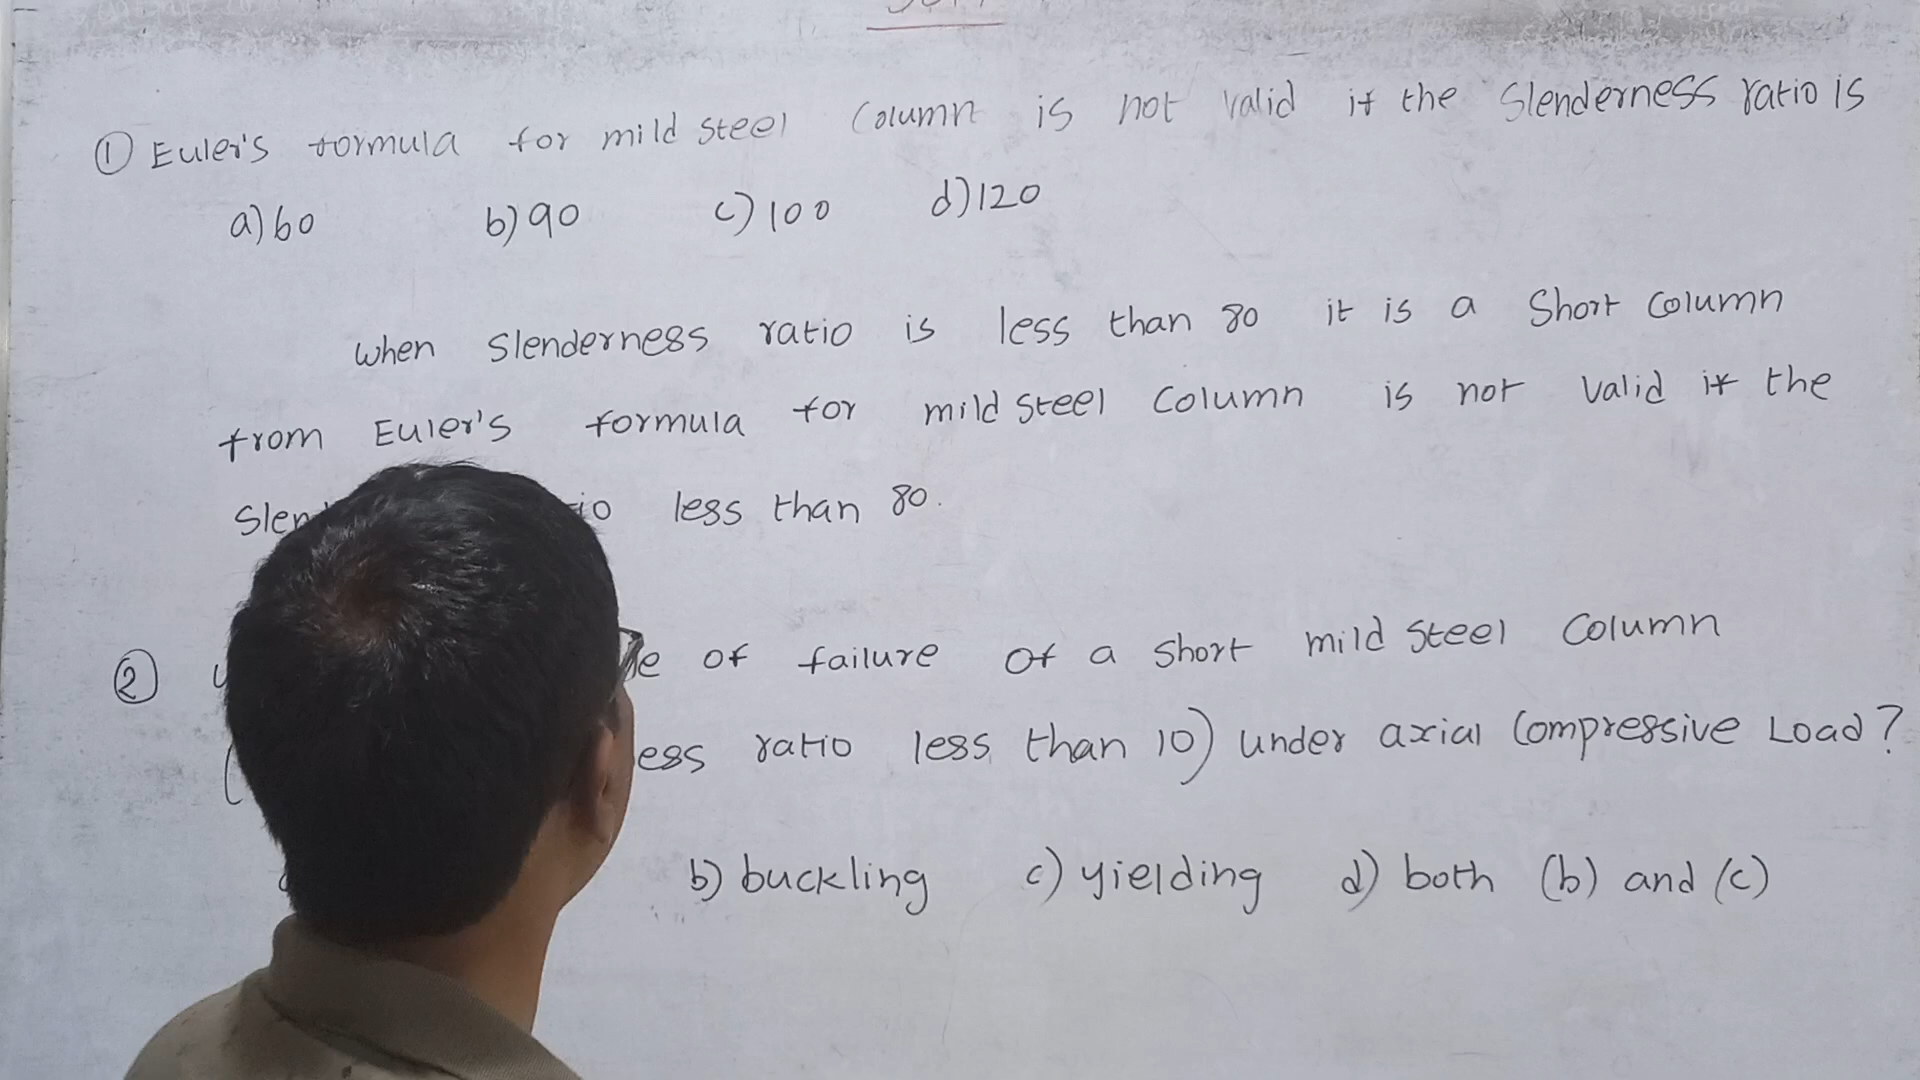 ① Euler's formula for mild steel column is not valid if the slenderness ratio is
a) 60 b) 90 c) 100 d) 120
when slenderness ratio is less than 80 it is a short column
from Euler's formula for mild steel column is not valid if the
less than 80.
② of failure of a short mild steel column
ratio less than 10) under axial compressive Load?
b) buckling c) yielding d) both (b) and (c)